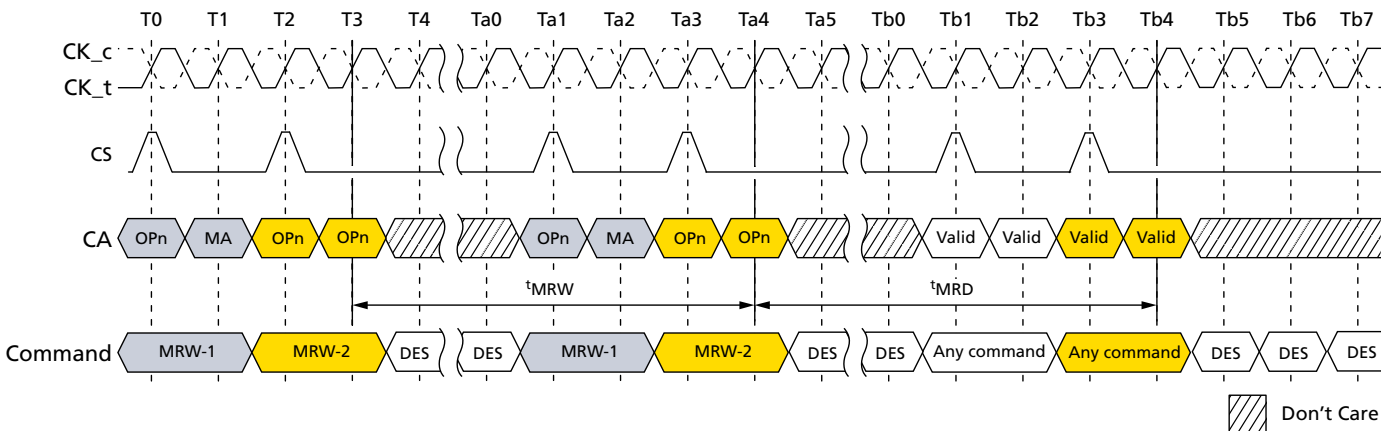 T0 T1 T2 T3 T4 Ta0 Ta1 Ta2 Ta3 Ta4 Ta5 Tb0 Tb1 Tb2 Tb3 Tb4 Tb5 Tb6 Tb7
CK_c
CK_t
CS
CA OPn MA OPn OPn OPn MA OPn OPn Valid Valid Valid Valid
tMRW tMRD
Command MRW-1 MRW-2 DES DES MRW-1 MRW-2 DES DES Any command Any command DES DES DES
Don't Care